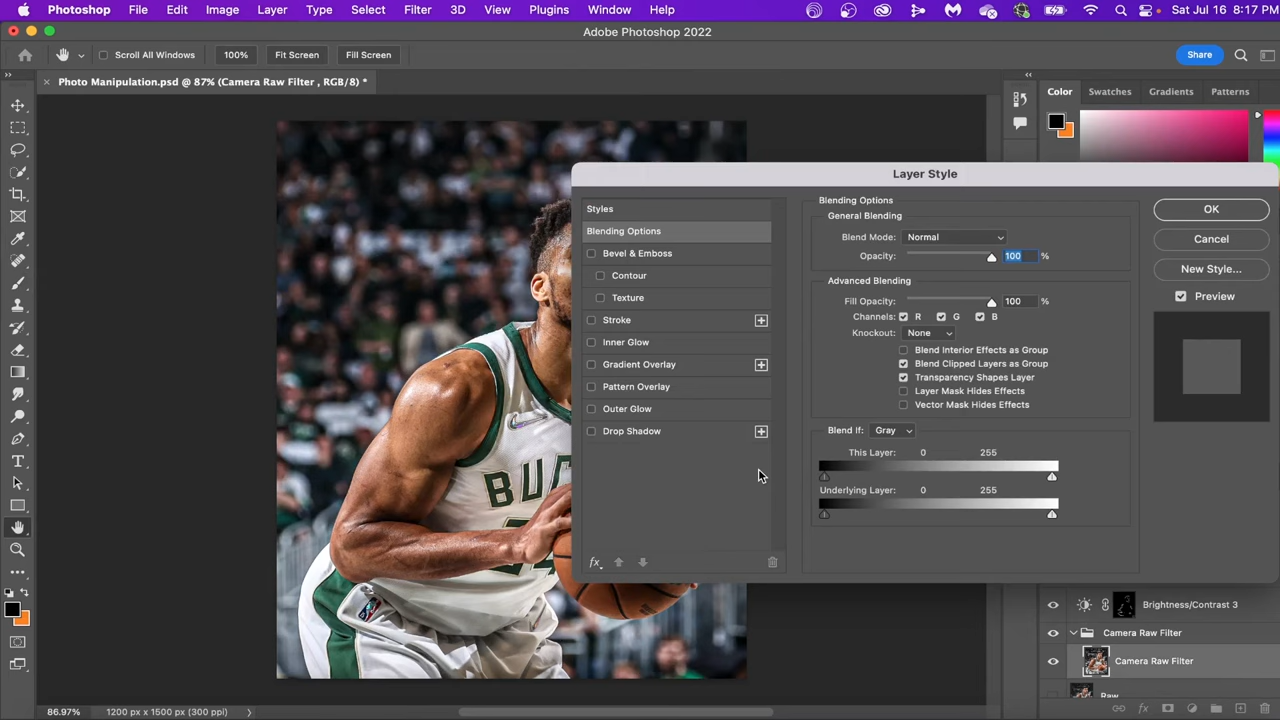 Photoshop File Edit Image Layer Type Select Filter 3D View Plugins Window Help Sat Jul 16 8:17 PM
Adobe Photoshop 2022
Scroll All Windows 100% Fit Screen Fill Screen Share
× Photo Manipulation.psd @ 87% (Camera Raw Filter , RGB/8) *
Color Swatches Gradients Patterns
Layer Style
Styles
Blending Options
Bevel & Emboss
Contour
Texture
Stroke
Inner Glow
Gradient Overlay
Pattern Overlay
Outer Glow
Drop Shadow
fx
Blending Options
General Blending
Blend Mode: Normal
Opacity: 100 %
Advanced Blending
Fill Opacity: 100 %
Channels: R G B
Knockout: None
Blend Interior Effects as Group
Blend Clipped Layers as Group
Transparency Shapes Layer
Layer Mask Hides Effects
Vector Mask Hides Effects
Blend If: Gray
This Layer: 0 255
Underlying Layer: 0 255
OK
Cancel
New Style...
Preview
Brightness/Contrast 3
Camera Raw Filter
Camera Raw Filter
Raw
fx
86.97% 1200 px x 1500 px (300 ppi)